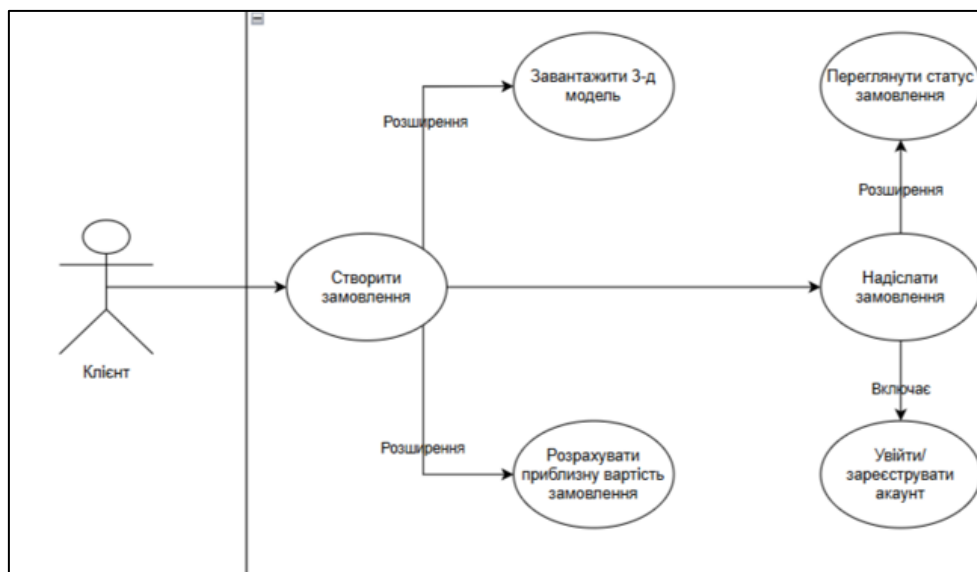 Завантажити 3-д
модель
Переглянути статус
замовлення
Розширення
Розширення
Створити
замовлення
Надіслати
замовлення
Клієнт
Включає
Розширення
Розрахувати
приблизну вартість
замовлення
Увійти/
зареєструвати
акаунт